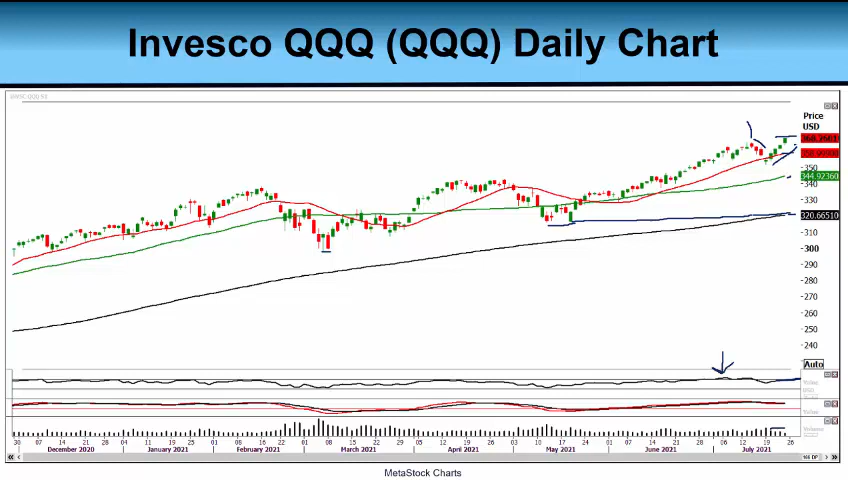 Invesco QQQ (QQQ) Daily Chart
Price
USD
350
344.92360
340
330
320.66510
310
300
290
280
270
260
250
240
Auto
Value
Value
Volume
30 07 14 21 28 04 11 19 25 01 08 16 22 01 08 15 22 29 05 12 19 26 03 10 17 24 01 07 14 21 28 06 12 19 26
December 2020 January 2021 February 2021 March 2021 April 2021 May 2021 June 2021 July 2021
MetaStock Charts